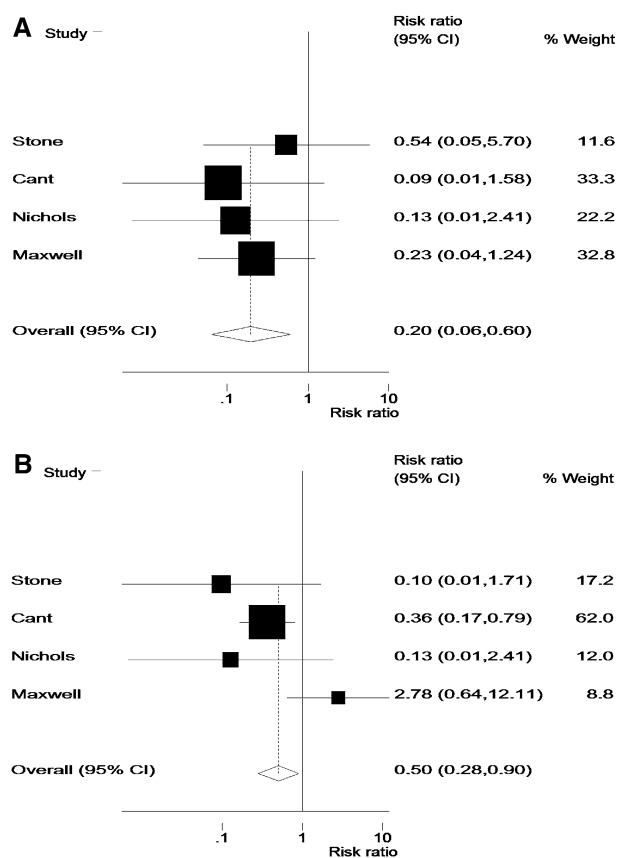 A Study Risk ratio
(95% CI) % Weight
Stone 0.54 (0.05,5.70) 11.6
Cant 0.09 (0.01,1.58) 33.3
Nichols 0.13 (0.01,2.41) 22.2
Maxwell 0.23 (0.04,1.24) 32.8
Overall (95% CI) 0.20 (0.06,0.60)
.1 1 10
Risk ratio
B Study Risk ratio
(95% CI) % Weight
Stone 0.10 (0.01,1.71) 17.2
Cant 0.36 (0.17,0.79) 62.0
Nichols 0.13 (0.01,2.41) 12.0
Maxwell 2.78 (0.64,12.11) 8.8
Overall (95% CI) 0.50 (0.28,0.90)
.1 1 10
Risk ratio